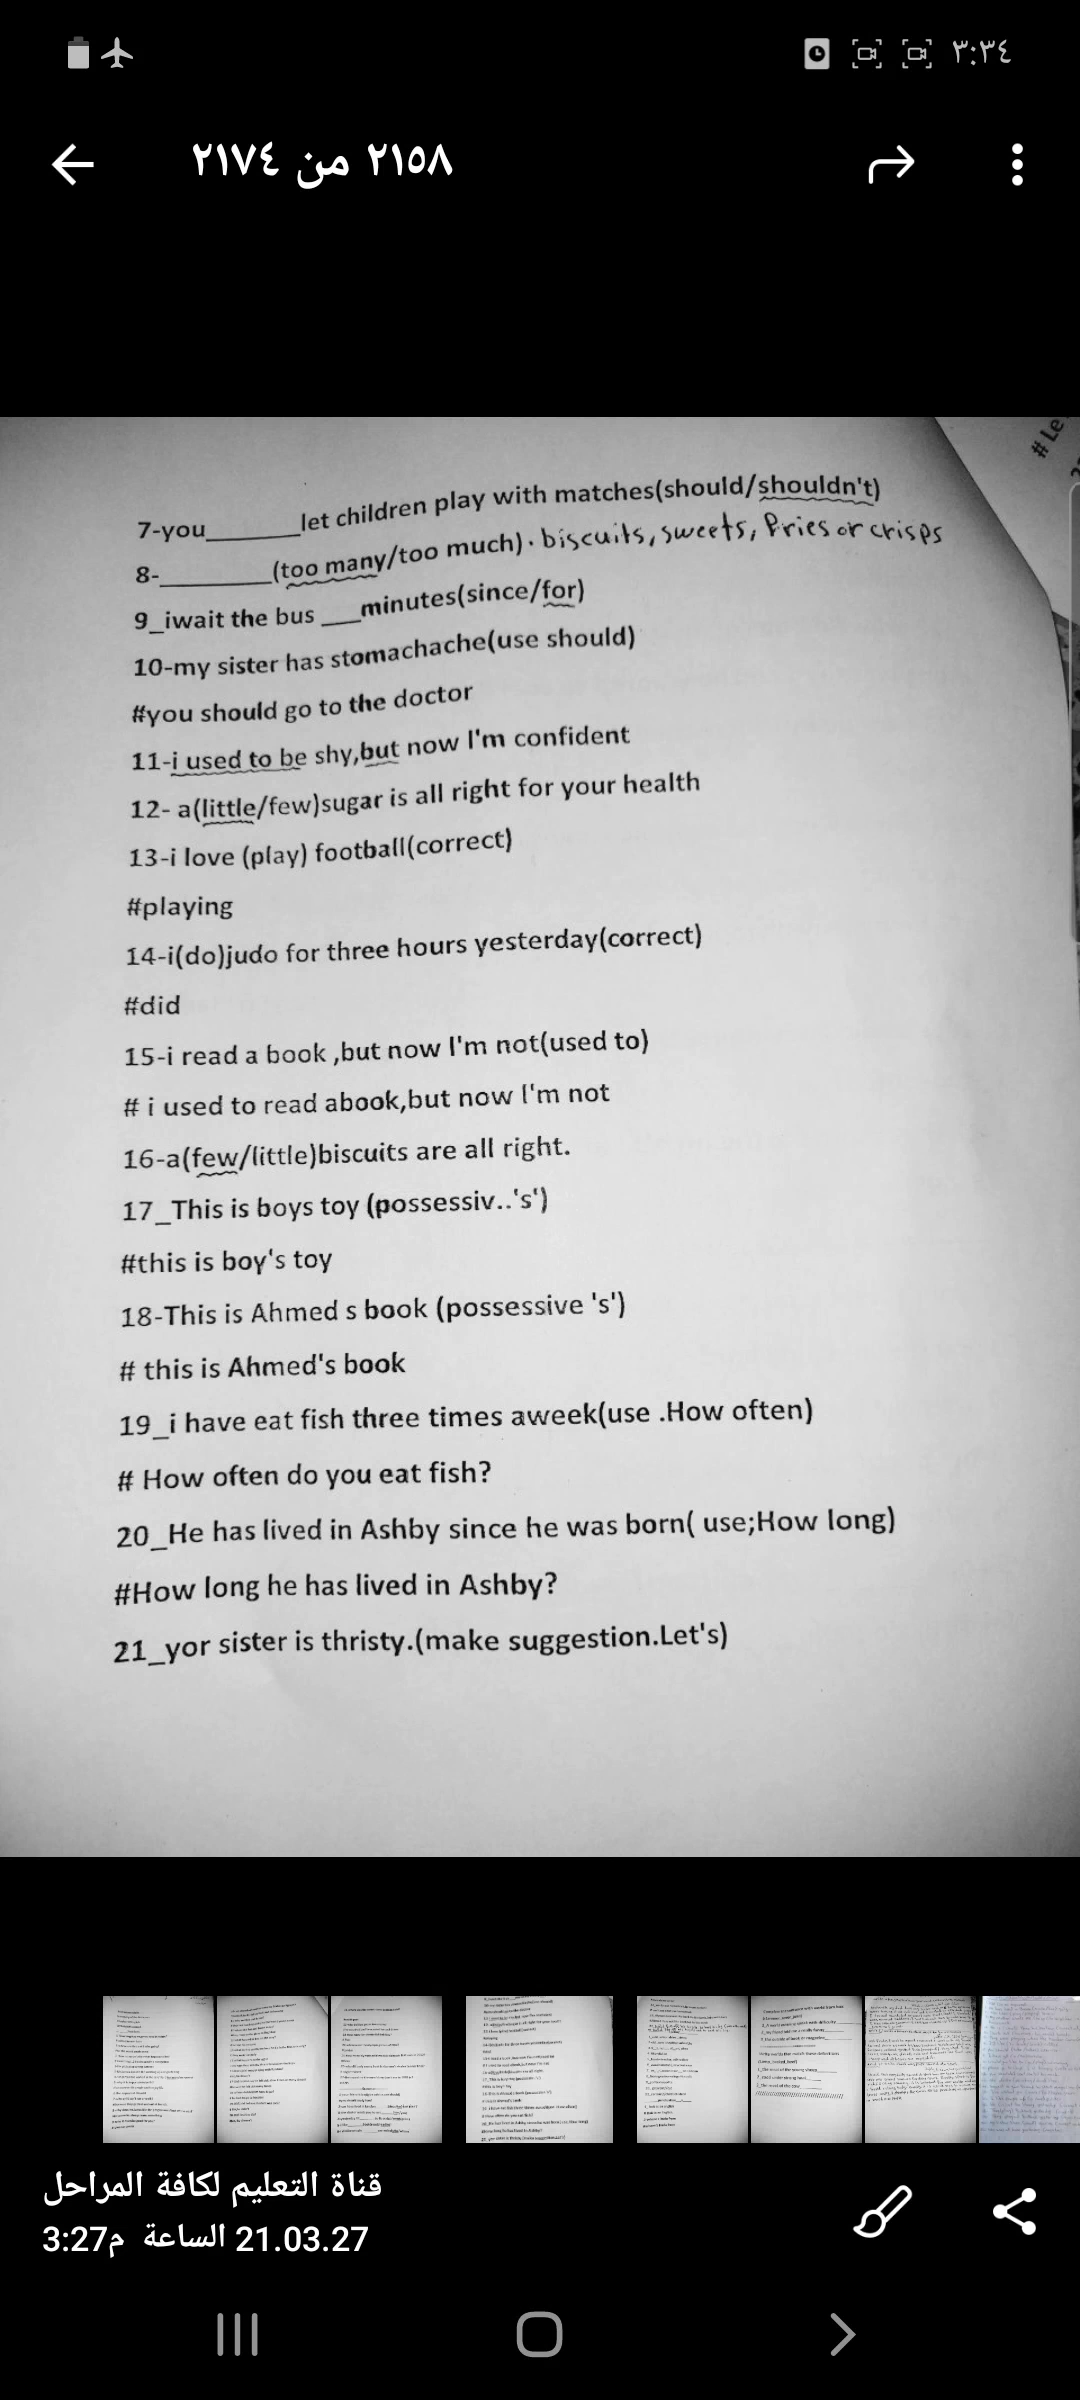 ٣:٣٤
٢١٥٨ من ٢١٧٤
# Le
7-you______let children play with matches(should/shouldn't)
8-_______(too many/too much). biscuits, sweets, Pries or crisps
9_iwait the bus ___minutes(since/for)
10-my sister has stomachache(use should)
#you should go to the doctor
11-i used to be shy,but now I'm confident
12- a(little/few)sugar is all right for your health
13-i love (play) football(correct)
#playing
14-i(do)judo for three hours yesterday(correct)
#did
15-i read a book ,but now I'm not(used to)
# i used to read abook,but now I'm not
16-a(few/little)biscuits are all right.
17_This is boys toy (possessiv..'s')
#this is boy's toy
18-This is Ahmed s book (possessive 's')
# this is Ahmed's book
19_i have eat fish three times aweek(use .How often)
# How often do you eat fish?
20_He has lived in Ashby since he was born( use;How long)
#How long he has lived in Ashby?
21_yor sister is thristy.(make suggestion.Let's)
قناة التعليم لكافة المراحل
21.03.27 الساعة 3:27م